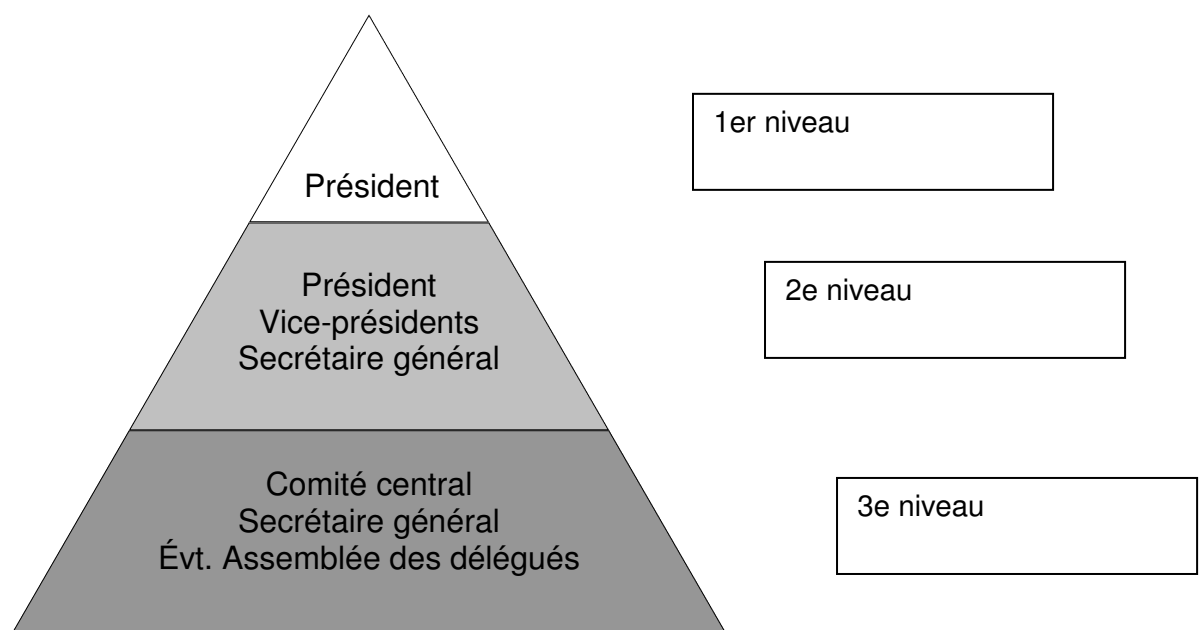 Président
1er niveau
Président
Vice-présidents
Secrétaire général
2e niveau
Comité central
Secrétaire général
Évt. Assemblée des délégués
3e niveau